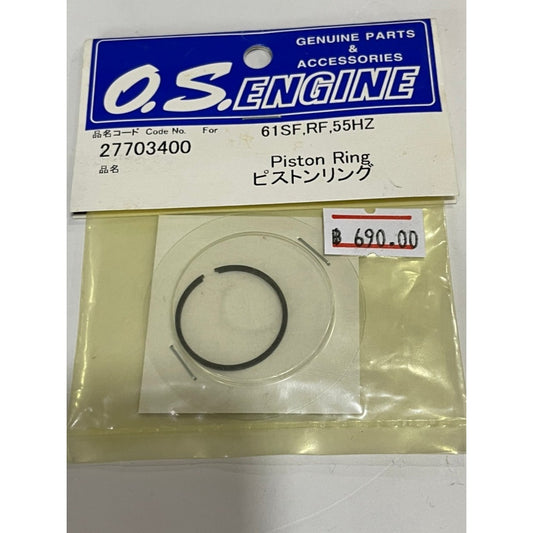 GENUINE PARTS
&
ACCESSORIES
O.S.ENGINE
品名コード Code No. For
61SF,RF,55HZ
27703400
品名
Piston Ring
ピストンリング
฿ 690.00